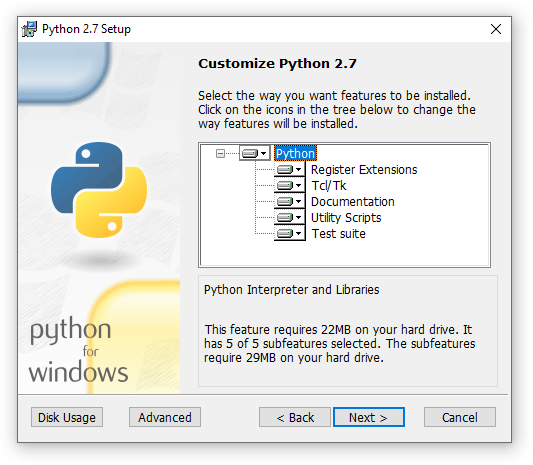 Python 2.7 Setup
Customize Python 2.7
Select the way you want features to be installed.
Click on the icons in the tree below to change the
way features will be installed.
Python
Register Extensions
Tcl/Tk
Documentation
Utility Scripts
Test suite
Python Interpreter and Libraries
This feature requires 22MB on your hard drive. It
has 5 of 5 subfeatures selected. The subfeatures
require 29MB on your hard drive.
python
for
windows
Disk Usage
Advanced
< Back
Next >
Cancel